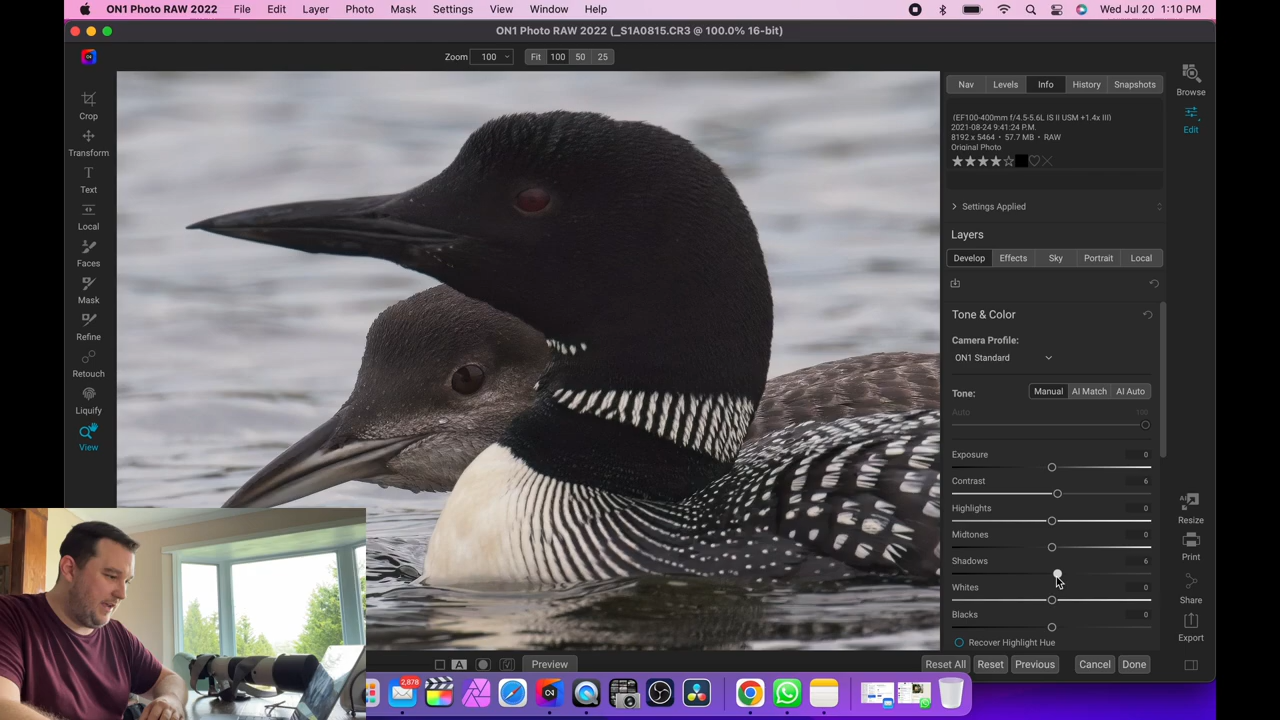 ON1 Photo RAW 2022 File Edit Layer Photo Mask Settings View Window Help Wed Jul 20 1:10 PM
ON1 Photo RAW 2022 (_S1A0815.CR3 @ 100.0% 16-bit)
Zoom 100 Fit 100 50 25
Crop
Transform
Text
Local
Faces
Mask
Refine
Retouch
Liquify
View
Nav Levels Info History Snapshots
(EF100-400mm f/4.5-5.6L IS II USM +1.4x III)
2021-08-24 9:41:24 P.M.
8192 x 5464 • 57.7 MB • RAW
Original Photo
Settings Applied
Layers
Develop Effects Sky Portrait Local
Tone & Color
Camera Profile:
ON1 Standard
Tone: Manual AI Match AI Auto
Auto 100
Exposure 0
Contrast 6
Highlights 0
Midtones 0
Shadows 6
Whites 0
Blacks 0
Recover Highlight Hue
A Preview Reset All Reset Previous Cancel Done
Browse
Edit
AI
Resize
Print
Share
Export
2,878